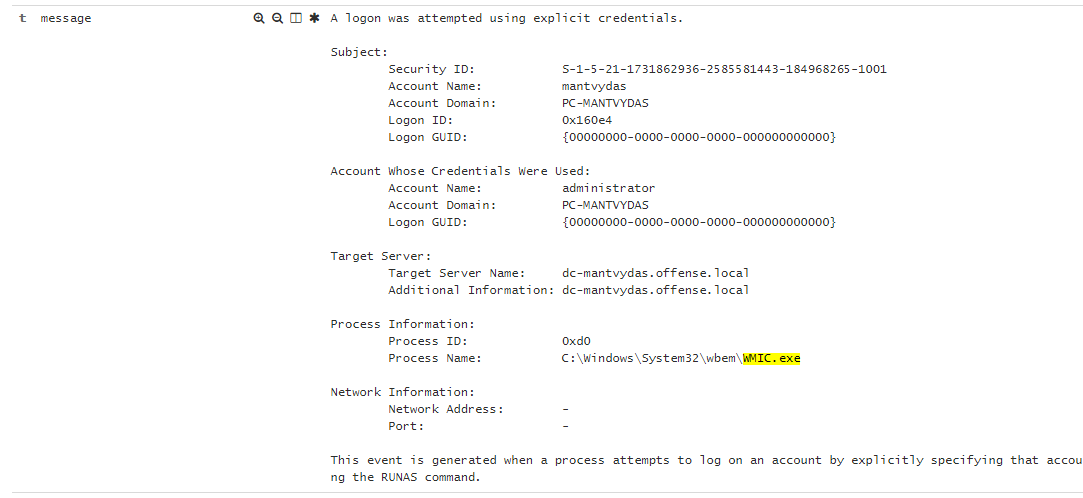 t message A logon was attempted using explicit credentials.
Subject:
Security ID: S-1-5-21-1731862936-2585581443-184968265-1001
Account Name: mantvydas
Account Domain: PC-MANTVYDAS
Logon ID: 0x160e4
Logon GUID: {00000000-0000-0000-0000-000000000000}
Account Whose Credentials Were Used:
Account Name: administrator
Account Domain: PC-MANTVYDAS
Logon GUID: {00000000-0000-0000-0000-000000000000}
Target Server:
Target Server Name: dc-mantvydas.offense.local
Additional Information: dc-mantvydas.offense.local
Process Information:
Process ID: 0xd0
Process Name: C:\Windows\System32\wbem\WMIC.exe
Network Information:
Network Address: -
Port: -
This event is generated when a process attempts to log on an account by explicitly specifying that accou
ng the RUNAS command.